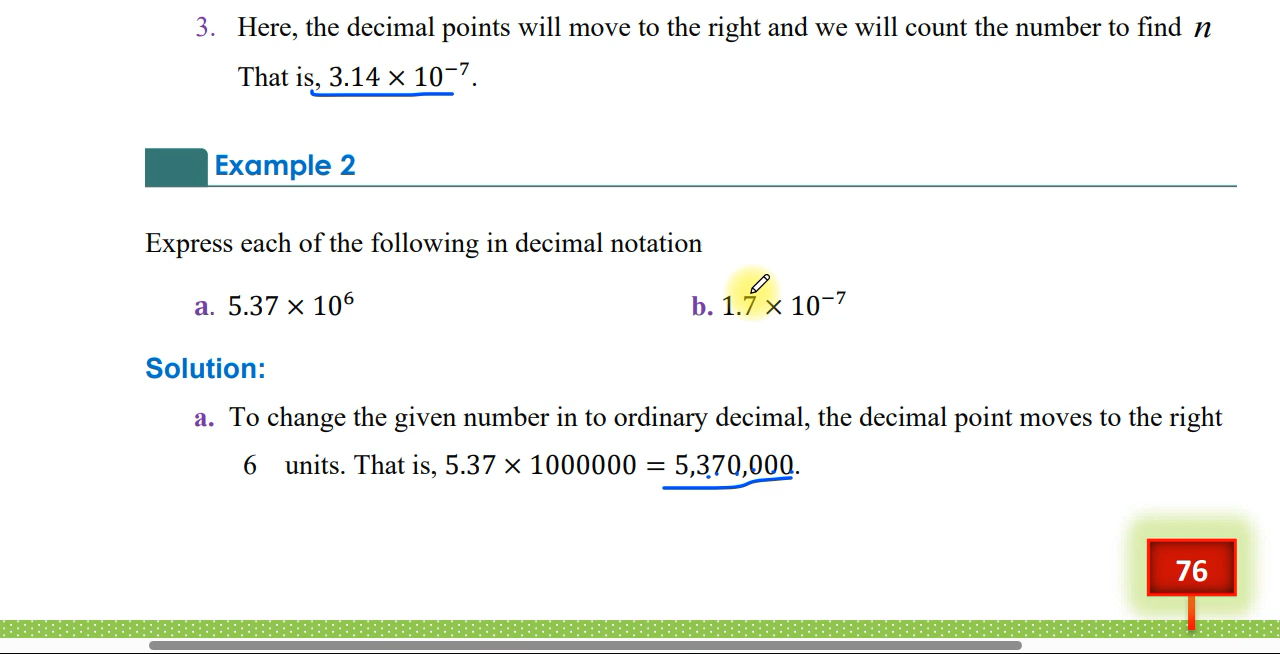 3. Here, the decimal points will move to the right and we will count the number to find n
That is, 3.14 × 10⁻⁷.
Example 2
Express each of the following in decimal notation
a. 5.37 × 10⁶ b. 1.7 × 10⁻⁷
Solution:
a. To change the given number in to ordinary decimal, the decimal point moves to the right
6 units. That is, 5.37 × 1000000 = 5,370,000.
76